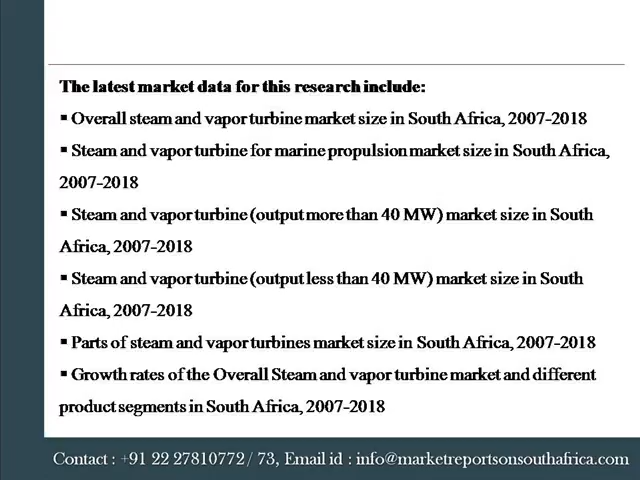 The latest market data for this research include:
▪ Overall steam and vapor turbine market size in South Africa, 2007-2018
▪ Steam and vapor turbine for marine propulsion market size in South Africa,
2007-2018
▪ Steam and vapor turbine (output more than 40 MW) market size in South
Africa, 2007-2018
▪ Steam and vapor turbine (output less than 40 MW) market size in South
Africa, 2007-2018
▪ Parts of steam and vapor turbines market size in South Africa, 2007-2018
▪ Growth rates of the Overall Steam and vapor turbine market and different
product segments in South Africa, 2007-2018
Contact : +91 22 27810772 / 73, Email id : info@marketreportsonsouthafrica.com